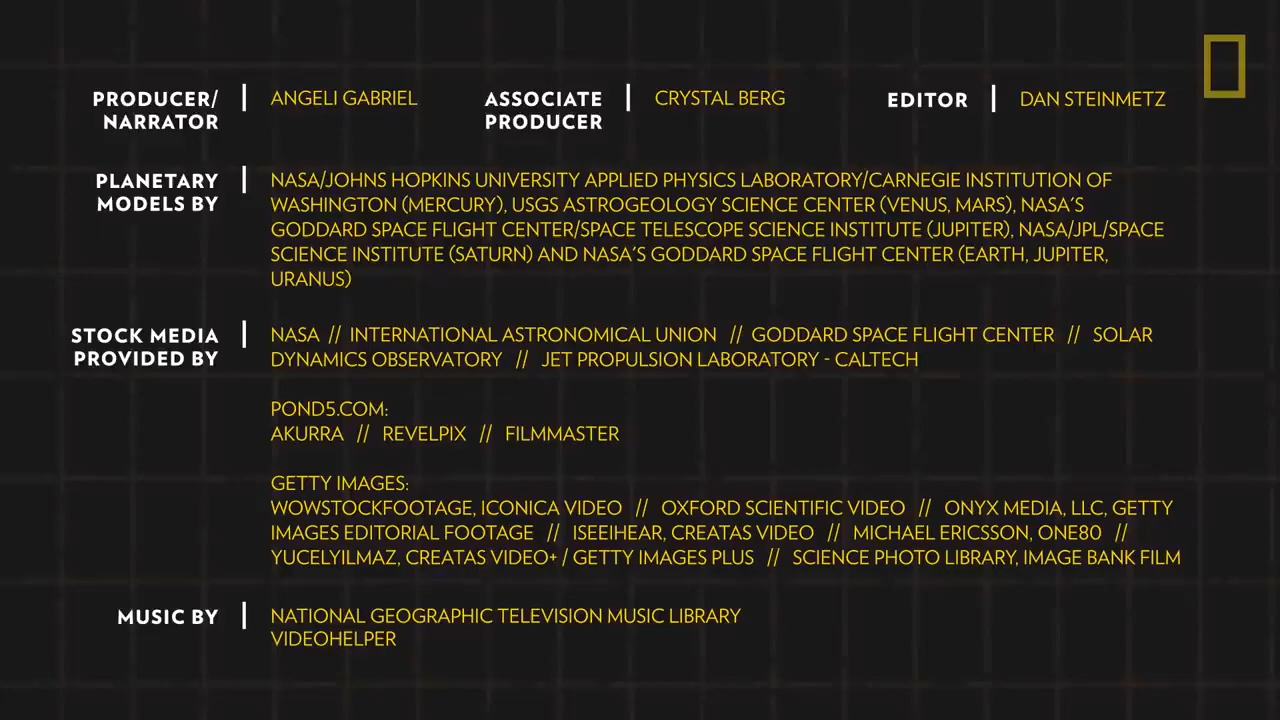 PRODUCER/ NARRATOR | ANGELI GABRIEL
ASSOCIATE PRODUCER | CRYSTAL BERG
EDITOR | DAN STEINMETZ
PLANETARY MODELS BY | NASA/JOHNS HOPKINS UNIVERSITY APPLIED PHYSICS LABORATORY/CARNEGIE INSTITUTION OF
WASHINGTON (MERCURY), USGS ASTROGEOLOGY SCIENCE CENTER (VENUS, MARS), NASA'S
GODDARD SPACE FLIGHT CENTER/SPACE TELESCOPE SCIENCE INSTITUTE (JUPITER), NASA/JPL/SPACE
SCIENCE INSTITUTE (SATURN) AND NASA'S GODDARD SPACE FLIGHT CENTER (EARTH, JUPITER,
URANUS)
STOCK MEDIA PROVIDED BY | NASA // INTERNATIONAL ASTRONOMICAL UNION // GODDARD SPACE FLIGHT CENTER // SOLAR
DYNAMICS OBSERVATORY // JET PROPULSION LABORATORY - CALTECH
POND5.COM:
AKURRA // REVELPIX // FILMMASTER
GETTY IMAGES:
WOWSTOCKFOOTAGE, ICONICA VIDEO // OXFORD SCIENTIFIC VIDEO // ONYX MEDIA, LLC, GETTY
IMAGES EDITORIAL FOOTAGE // ISEEIHEAR, CREATAS VIDEO // MICHAEL ERICSSON, ONE80 //
YUCELYILMAZ, CREATAS VIDEO+ / GETTY IMAGES PLUS // SCIENCE PHOTO LIBRARY, IMAGE BANK FILM
MUSIC BY | NATIONAL GEOGRAPHIC TELEVISION MUSIC LIBRARY
VIDEOHELPER